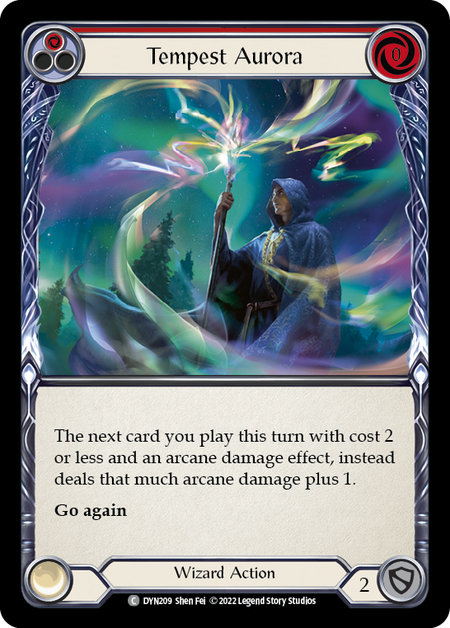 Tempest Aurora
0
The next card you play this turn with cost 2
or less and an arcane damage effect, instead
deals that much arcane damage plus 1.
Go again
Wizard Action
2
C DYN209 Shen Fei © 2022 Legend Story Studios